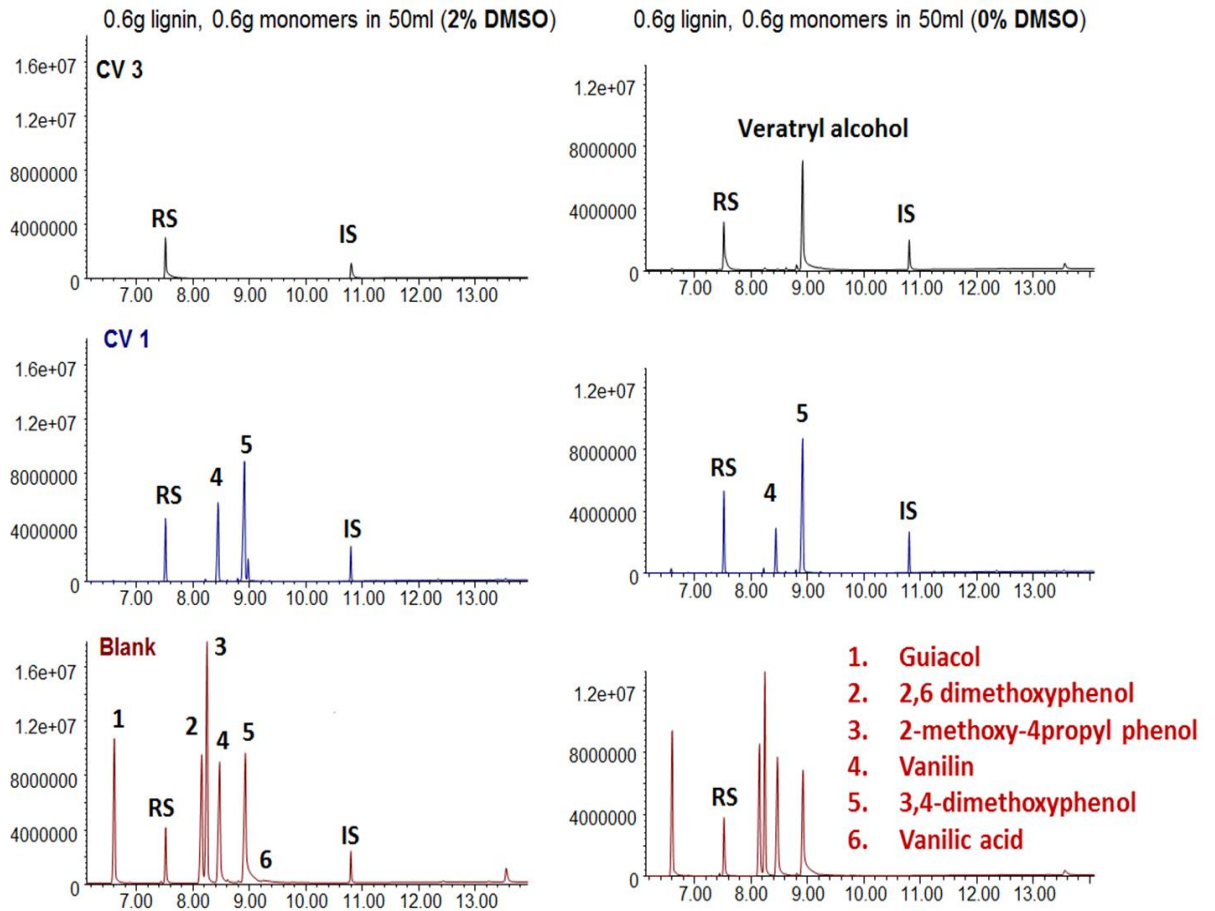 0.6g lignin, 0.6g monomers in 50ml (2% DMSO)
0.6g lignin, 0.6g monomers in 50ml (0% DMSO)
CV 3
1.6e+07
1.2e+07
8000000
4000000
0
RS
IS
7.00 8.00 9.00 10.00 11.00 12.00 13.00
1.2e+07
8000000
4000000
0
Veratryl alcohol
RS
IS
7.00 8.00 9.00 10.00 11.00 12.00 13.00
CV 1
1.6e+07
1.2e+07
8000000
4000000
0
RS
4
5
IS
7.00 8.00 9.00 10.00 11.00 12.00 13.00
1.2e+07
8000000
4000000
0
RS
4
5
IS
7.00 8.00 9.00 10.00 11.00 12.00 13.00
Blank
1.6e+07
1.2e+07
8000000
4000000
0
1
RS
2
3
4
5
6
IS
7.00 8.00 9.00 10.00 11.00 12.00 13.00
1.2e+07
8000000
4000000
0
RS
7.00 8.00 9.00 10.00 11.00 12.00 13.00
1. Guiacol
2. 2,6 dimethoxyphenol
3. 2-methoxy-4propyl phenol
4. Vanilin
5. 3,4-dimethoxyphenol
6. Vanilic acid